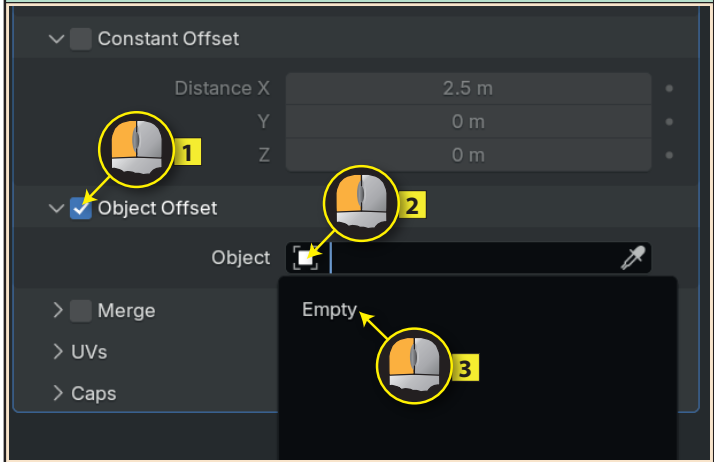 Constant Offset
Distance X 2.5 m
Y 0 m
1
Z 0 m
Object Offset
2
Object
Merge
Empty
UVs
3
Caps